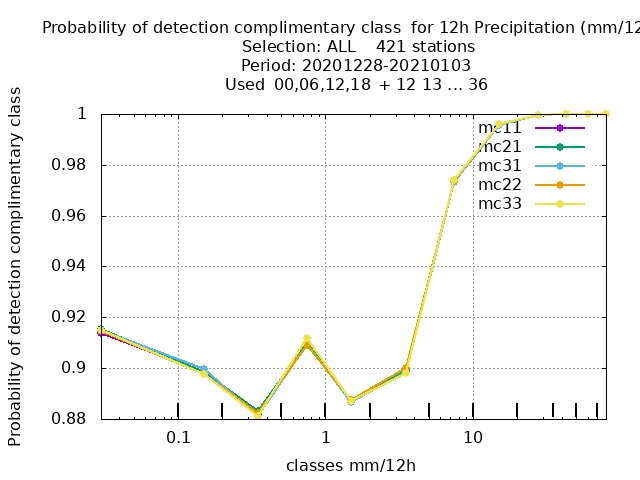 Probability of detection complimentary class  for 12h Precipitation (mm/12
Selection: ALL    421 stations
Period: 20201228-20210103
Used  00,06,12,18  + 12 13 ... 36
Probability of detection complimentary class
1
0.98
0.96
0.94
0.92
0.9
0.88
mc11
mc21
mc31
mc22
mc33
0.1
1
10
classes mm/12h